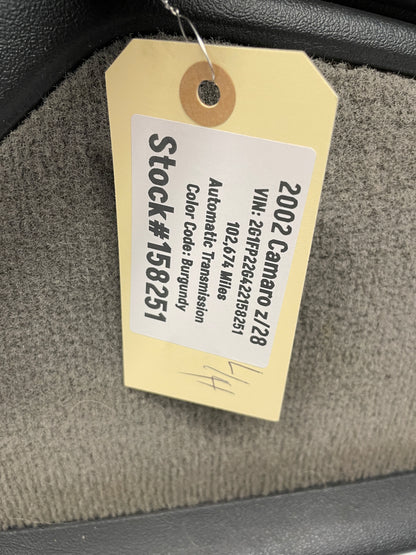 2002 Camaro z/28
VIN: 2G1FP22G422158251
102,674 Miles
Automatic Transmission
Color Code: Burgundy
Stock#158251